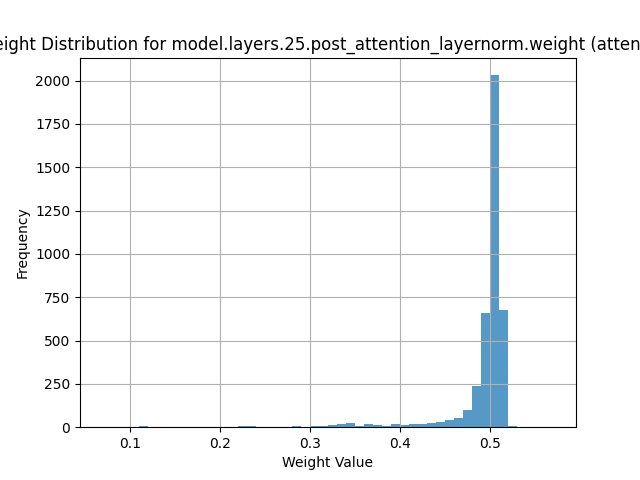 eight Distribution for model.layers.25.post_attention_layernorm.weight (atten
2000
1750
1500
1250
1000
750
500
250
0
Frequency
0.1 0.2 0.3 0.4 0.5
Weight Value